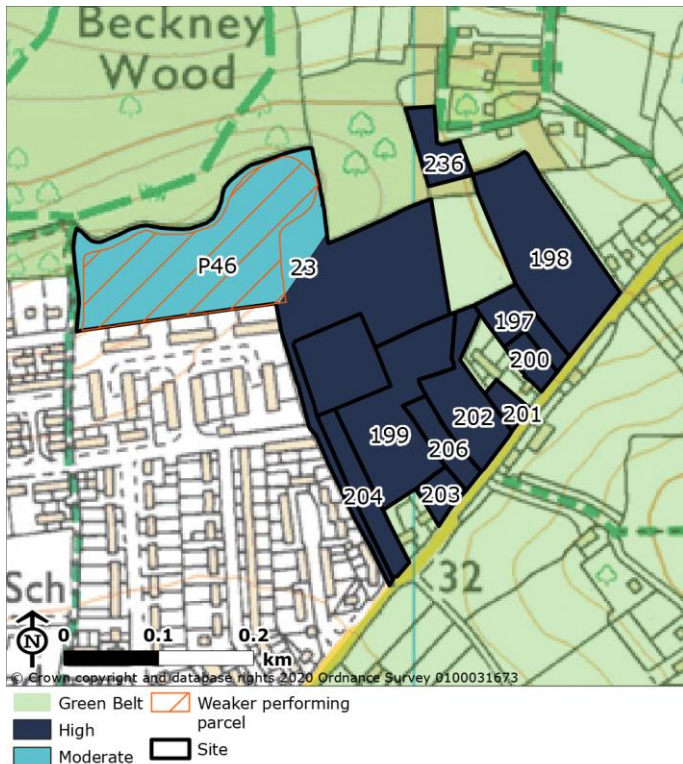 Beckney
Wood
236
P46
23
198
197
200
201
202
199
206
203
204
Sch
32
N
0 0.1 0.2
km
© Crown copyright and database rights 2020 Ordnance Survey 0100031673
Green Belt
High
Moderate
Weaker performing
parcel
Site